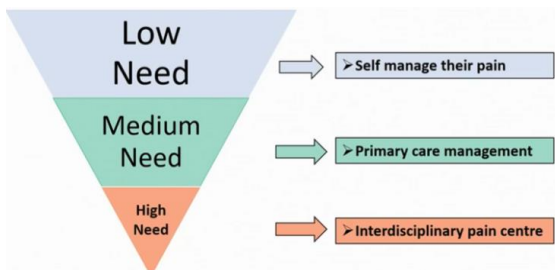 Low
Need
➢Self manage their pain
Medium
Need
➢Primary care management
High
Need
➢Interdisciplinary pain centre